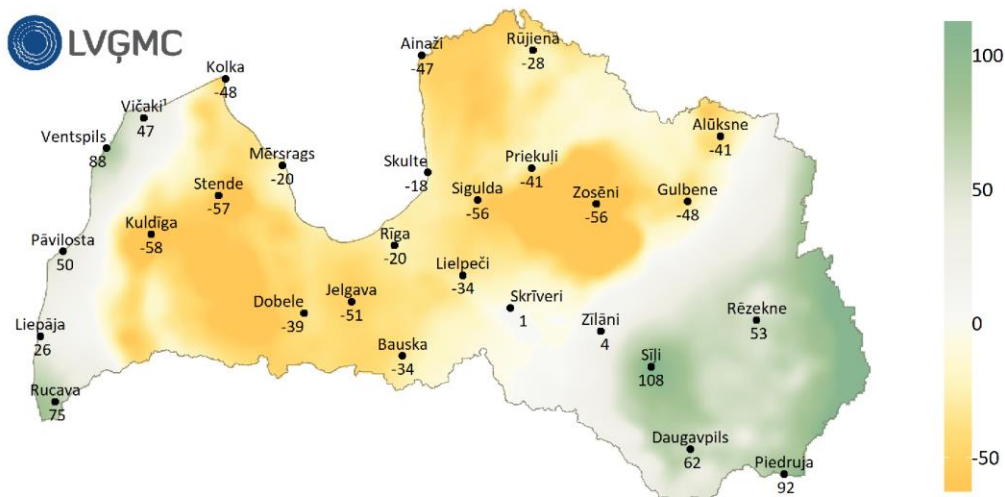 LVĢMC
Ainaži
-47
Rūjiena
-28
Kolka
-48
Vičaki¹
47
Ventspils
88
Mērsrags
-20
Skulte
-18
Priekuļi
-41
Alūksne
-41
Stende
-57
Sigulda
-56
Zosēni
-56
Gulbene
-48
Kuldīga
-58
Pāvilosta
50
Rīga
-20
Lielpeči
-34
Dobele
-39
Jelgava
-51
Skrīveri
1
Zīlāni
4
Rēzekne
53
Liepāja
26
Bauska
-34
Sīļi
108
Rucava
75
Daugavpils
62
Piedruja
92
100
50
0
-50